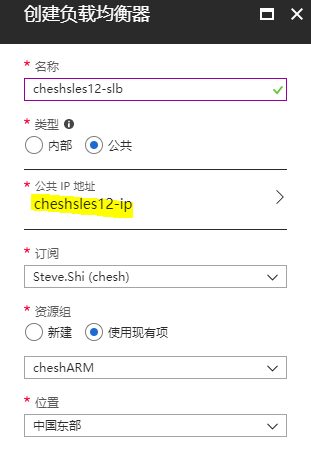 创建负载均衡器
* 名称
cheshsles12-slb
* 类型
内部 公共
* 公共 IP 地址
cheshsles12-ip
* 订阅
Steve.Shi (chesh)
* 资源组
新建 使用现有项
cheshARM
* 位置
中国东部